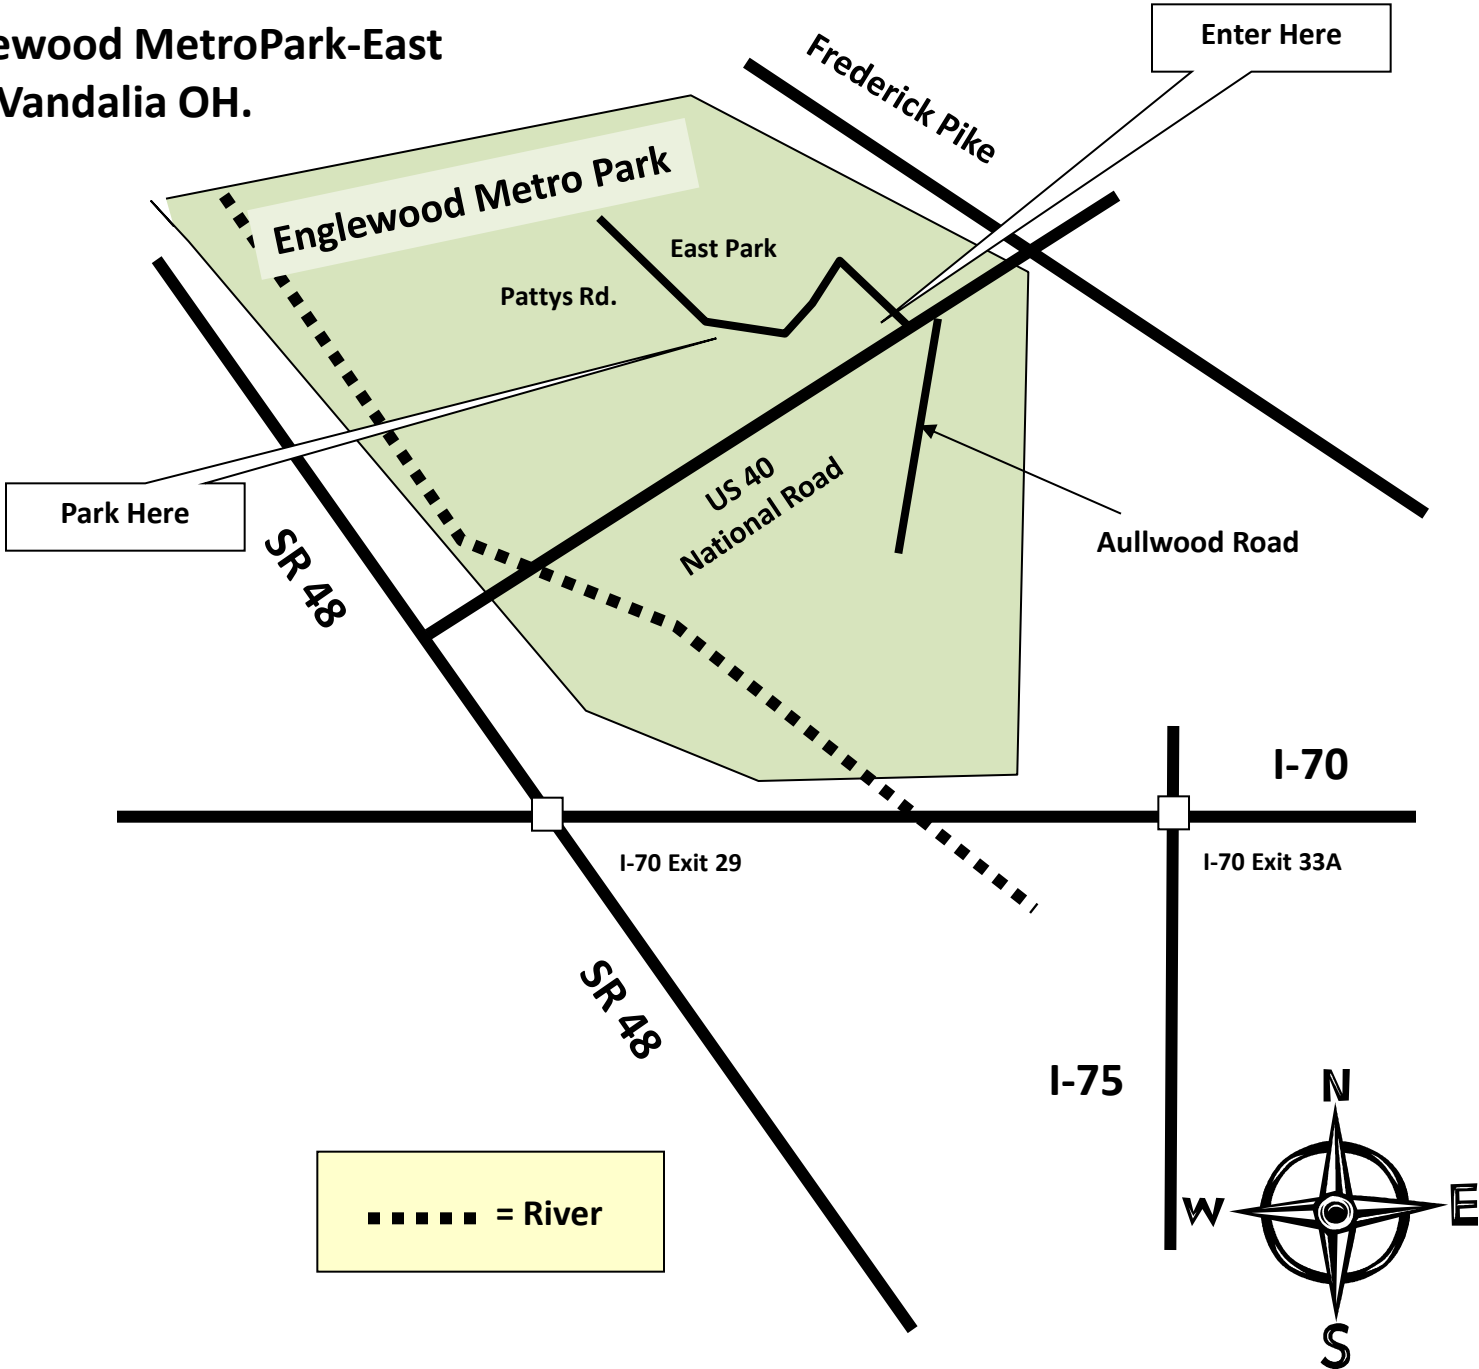 ewood MetroPark-East
Vandalia OH.
Enter Here
Frederick Pike
Englewood Metro Park
East Park
Pattys Rd.
Park Here
US 40
National Road
Aullwood Road
SR 48
I-70
I-70 Exit 29
I-70 Exit 33A
SR 48
I-75
N
W
E
S
= River